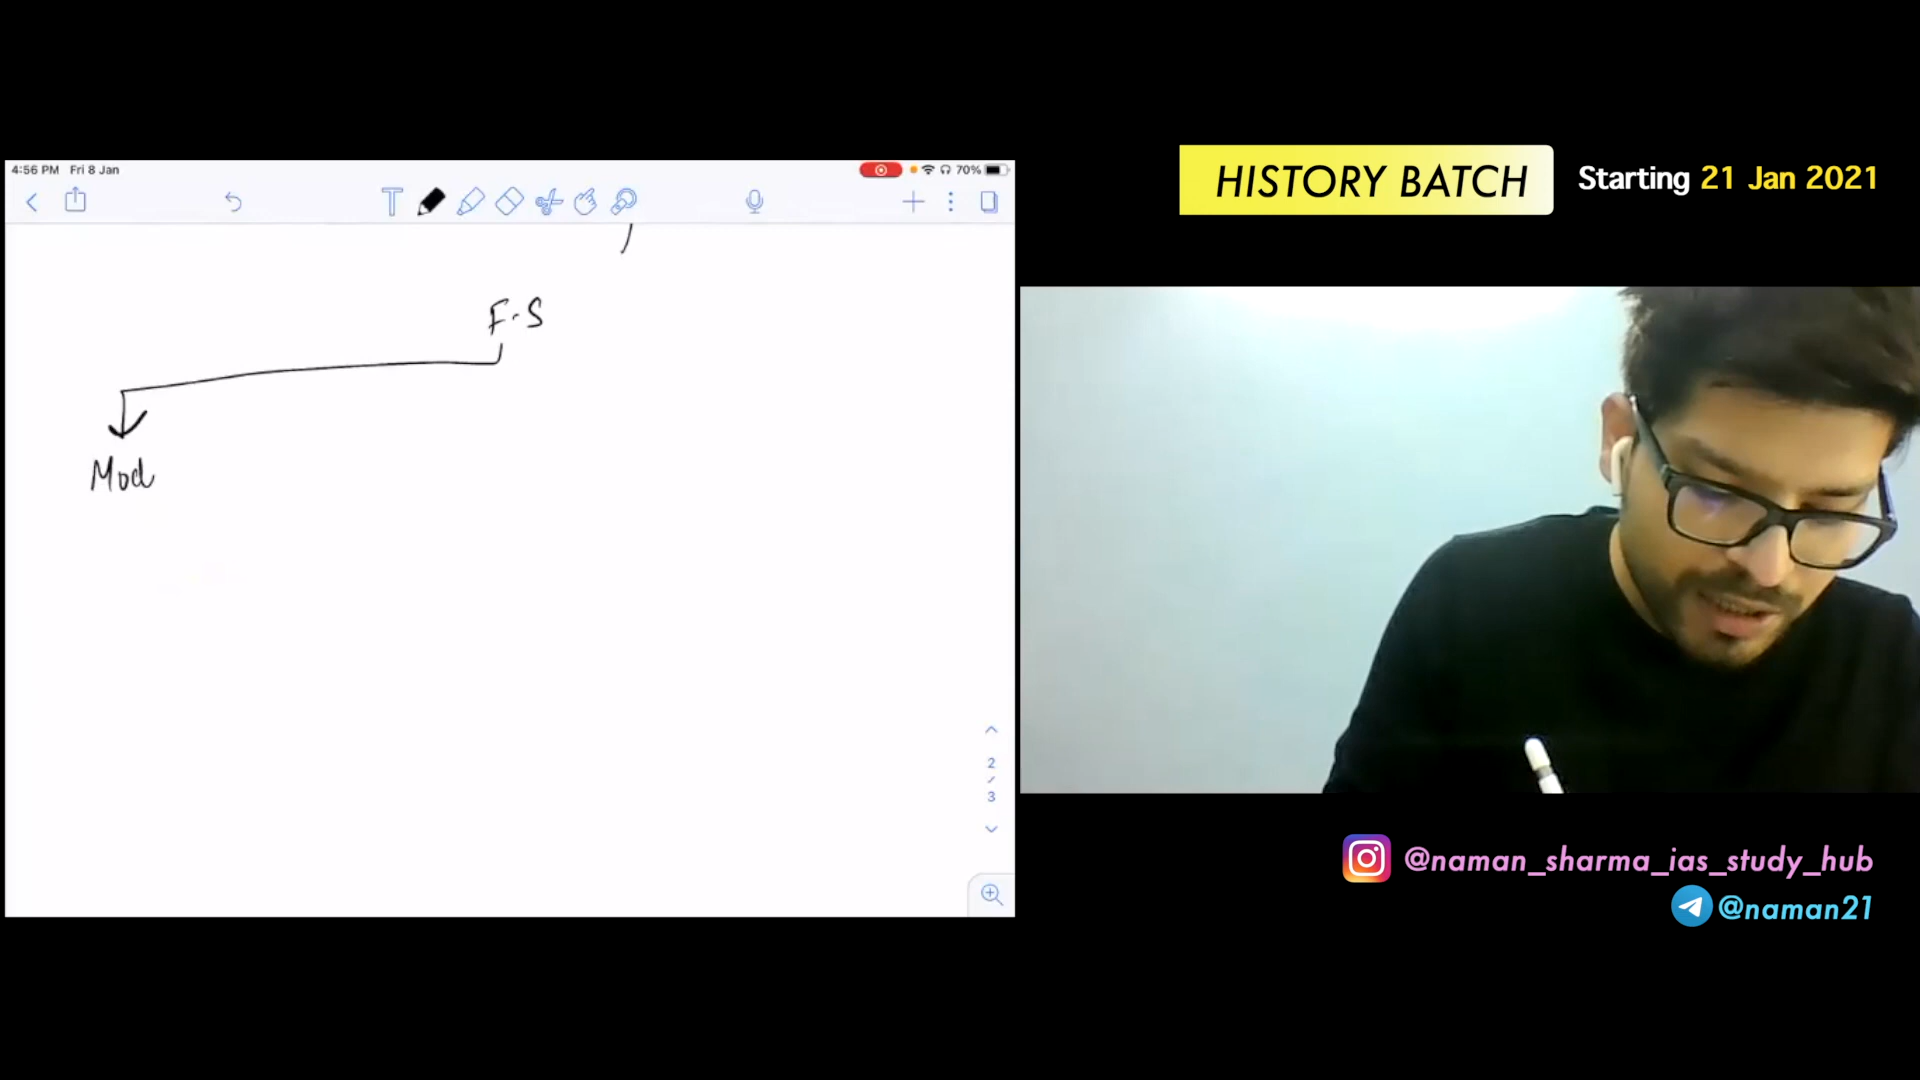 4:56 PM Fri 8 Jan
70%
HISTORY BATCH
Starting 21 Jan 2021
T
F.S
Mod
2
/
3
@naman_sharma_ias_study_hub
@naman21